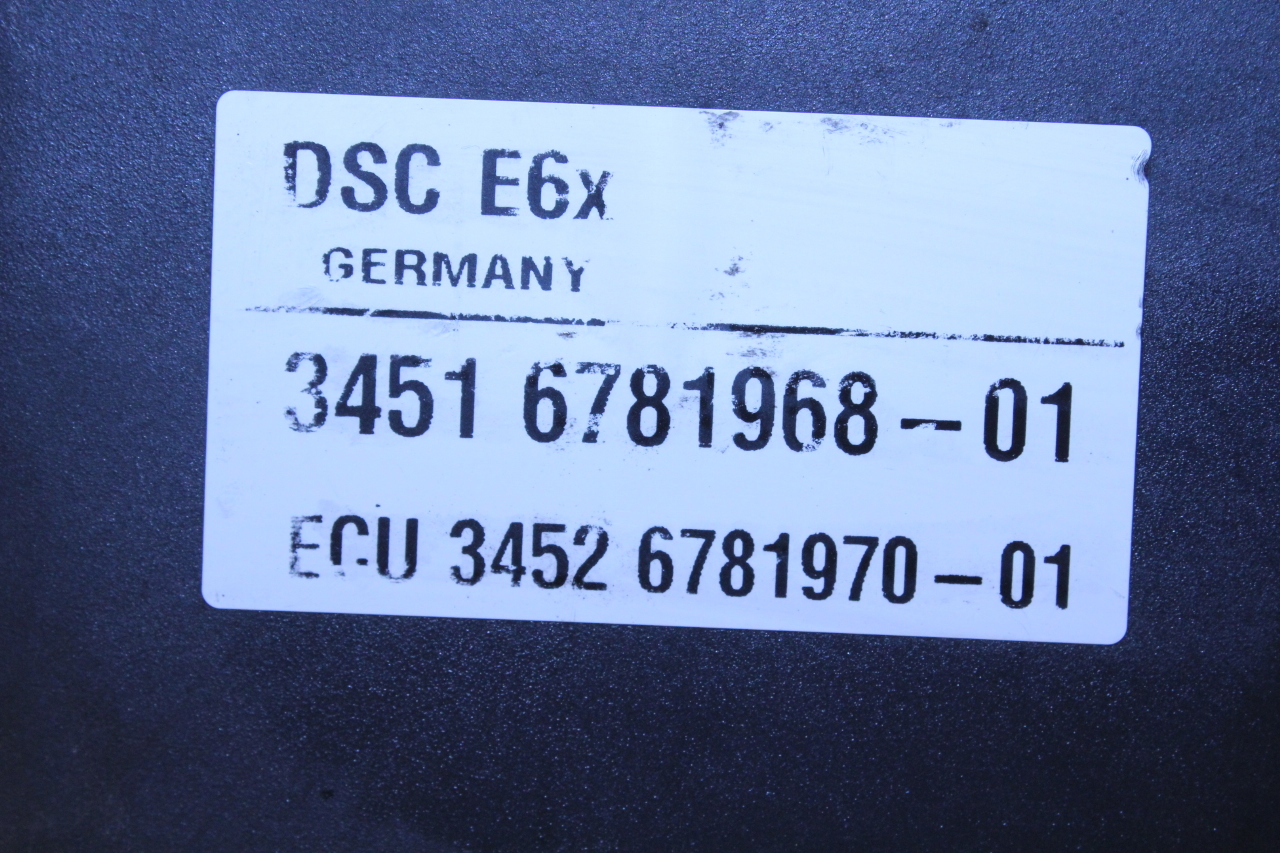 DSC E6x
GERMANY
3451 6781968-01
ECU 3452 6781970-01